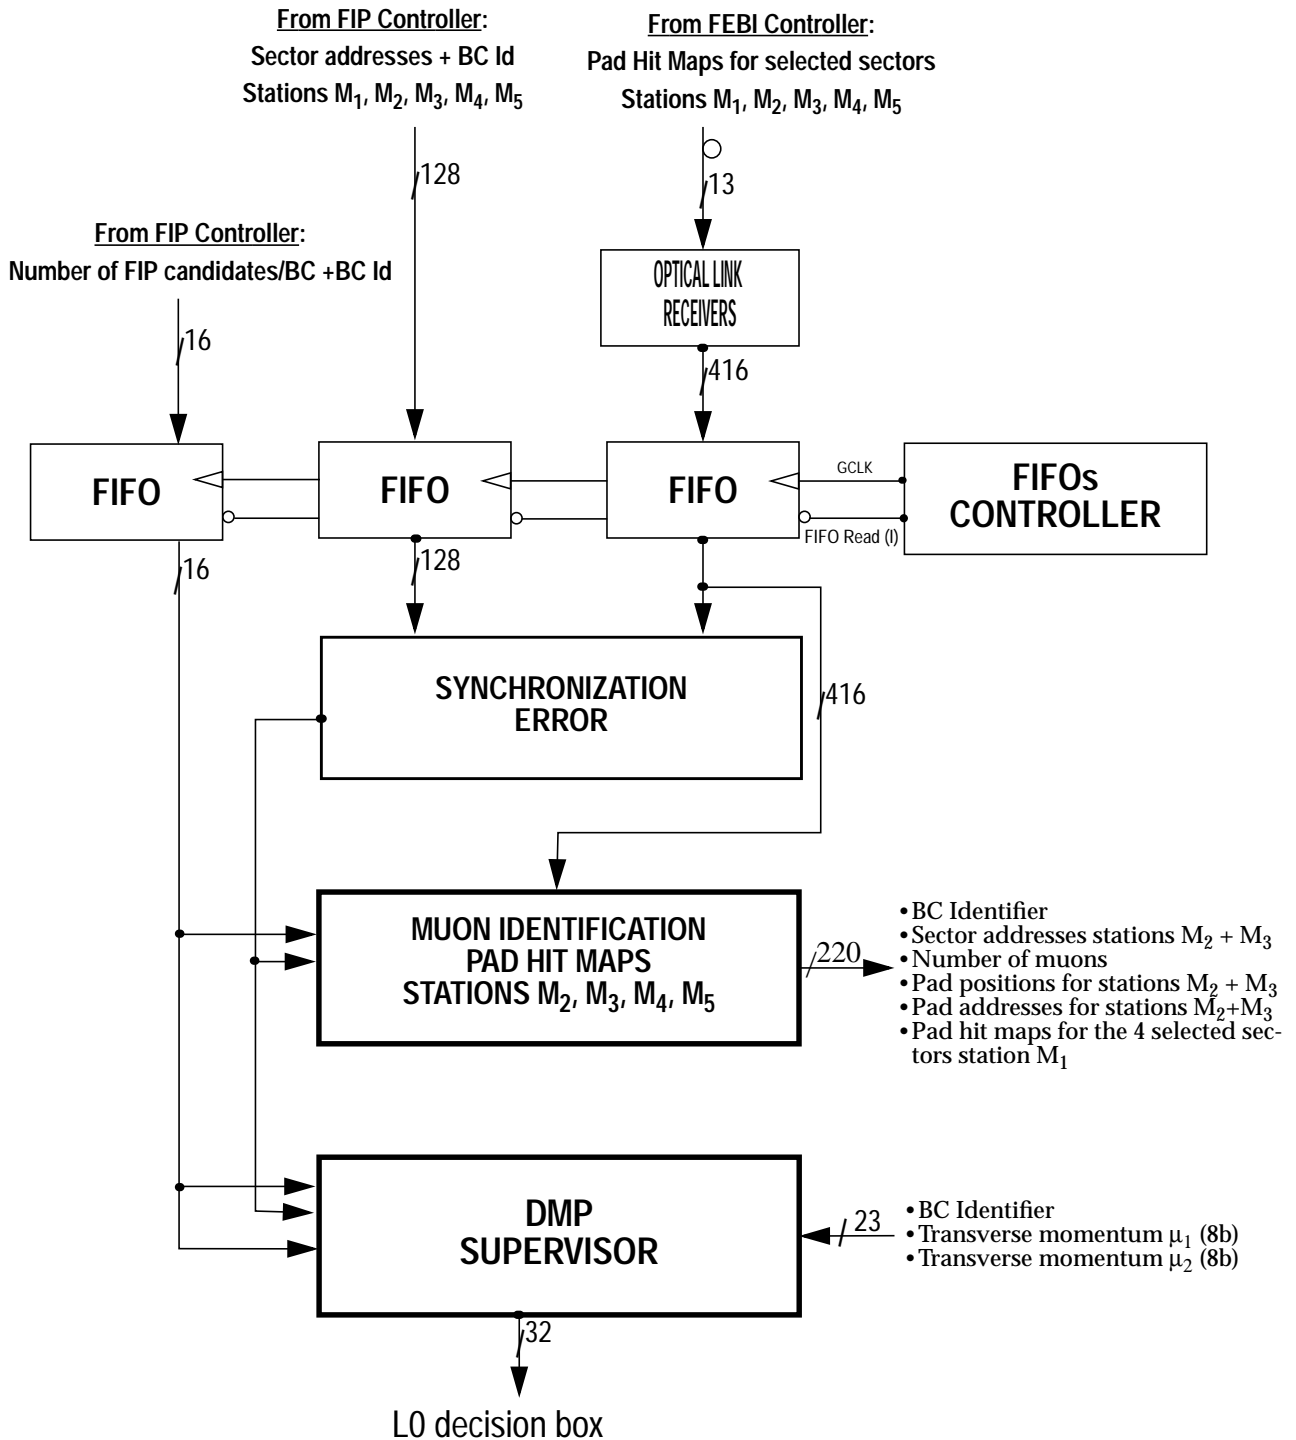 From FIP Controller:
Sector addresses + BC Id
Stations M1, M2, M3, M4, M5
From FEBI Controller:
Pad Hit Maps for selected sectors
Stations M1, M2, M3, M4, M5
128
13
From FIP Controller:
Number of FIP candidates/BC +BC Id
OPTICAL LINK
RECEIVERS
16
416
FIFO
FIFO
FIFO
GCLK
FIFO Read (l)
FIFOs
CONTROLLER
16
128
SYNCHRONIZATION
ERROR
416
MUON IDENTIFICATION
PAD HIT MAPS
STATIONS M2, M3, M4, M5
220
•BC Identifier
•Sector addresses stations M2 + M3
•Number of muons
•Pad positions for stations M2 + M3
•Pad addresses for stations M2+M3
•Pad hit maps for the 4 selected sec-
tors station M1
DMP
SUPERVISOR
23
•BC Identifier
•Transverse momentum μ1 (8b)
•Transverse momentum μ2 (8b)
32
L0 decision box